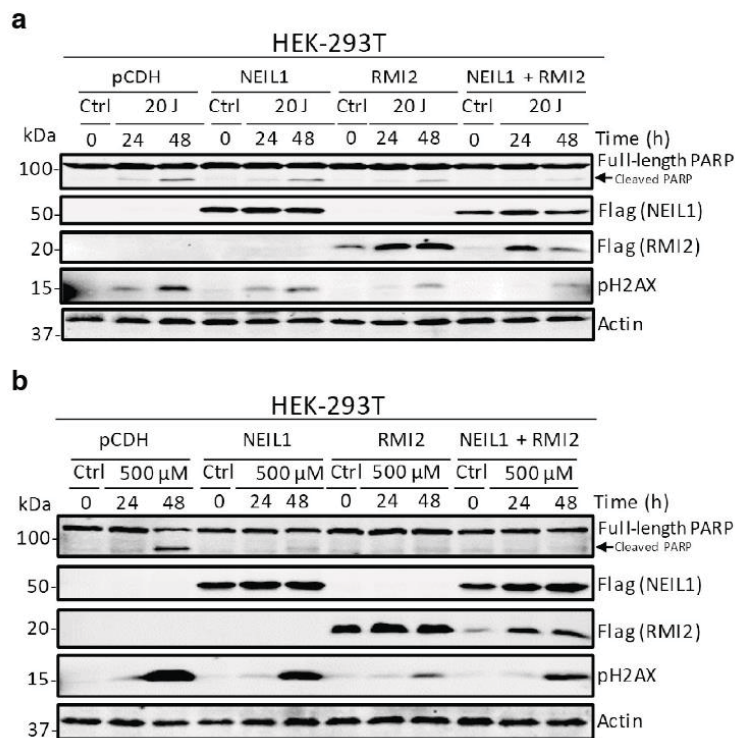 a
HEK-293T
pCDH NEIL1 RMI2 NEIL1 + RMI2
Ctrl 20 J Ctrl 20 J Ctrl 20 J Ctrl 20 J
kDa 0 24 48 0 24 48 0 24 48 0 24 48 Time (h)
Full-length PARP
100-
Cleaved PARP
50- Flag (NEIL1)
20- Flag (RMI2)
15- pH2AX
Actin
37-
b
HEK-293T
pCDH NEIL1 RMI2 NEIL1 + RMI2
Ctrl 500 µM Ctrl 500 µM Ctrl 500 µM Ctrl 500 µM
kDa 0 24 48 0 24 48 0 24 48 0 24 48 Time (h)
Full-length PARP
100-
Cleaved PARP
50- Flag (NEIL1)
20- Flag (RMI2)
15- pH2AX
Actin
37-